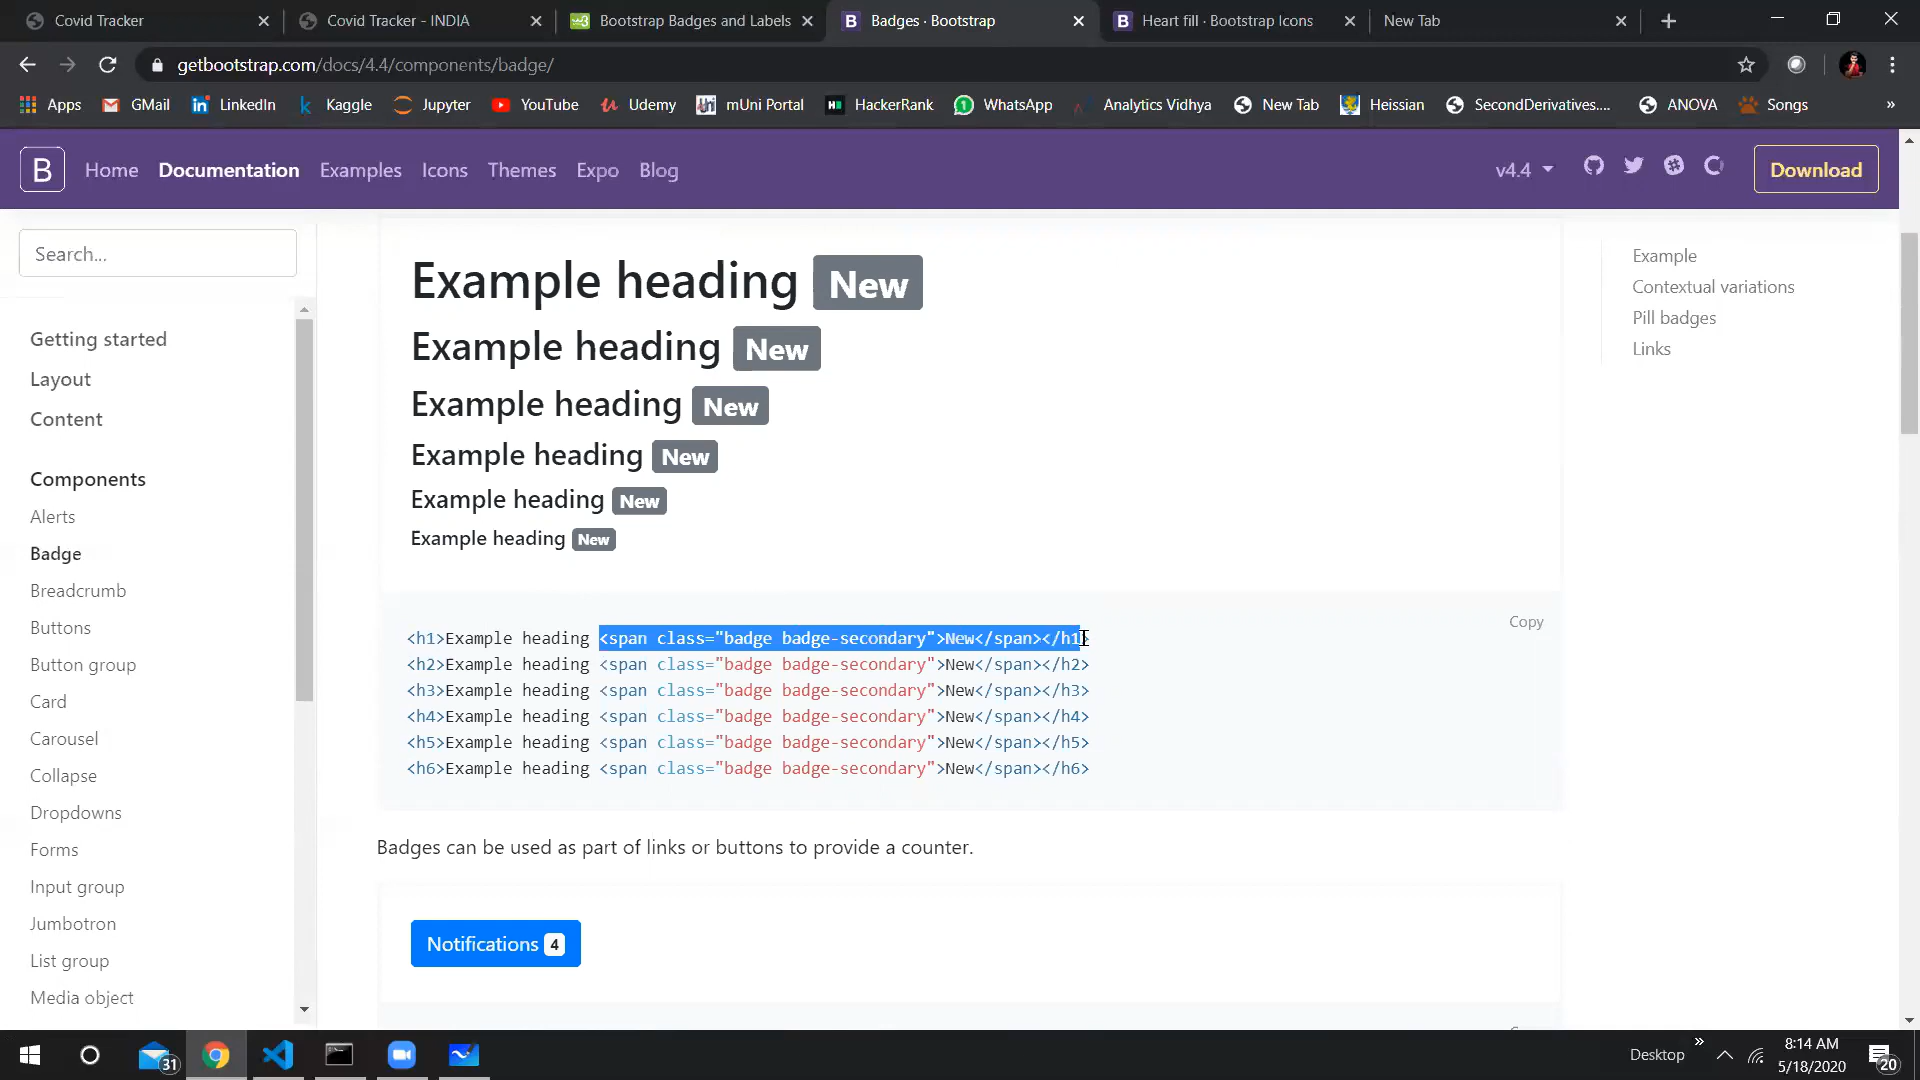 Covid Tracker
Covid Tracker - INDIA
Bootstrap Badges and Labels
Badges · Bootstrap
Heart fill · Bootstrap Icons
New Tab
getbootstrap.com/docs/4.4/components/badge/
Apps
GMail
LinkedIn
Kaggle
Jupyter
YouTube
Udemy
mUni Portal
HackerRank
WhatsApp
Analytics Vidhya
New Tab
Heissian
SecondDerivatives....
ANOVA
Songs
»
B
Home
Documentation
Examples
Icons
Themes
Expo
Blog
v4.4
Download
Search...
Getting started
Layout
Content
Components
Alerts
Badge
Breadcrumb
Buttons
Button group
Card
Carousel
Collapse
Dropdowns
Forms
Input group
Jumbotron
List group
Media object
Example heading New
Example heading New
Example heading New
Example heading New
Example heading New
Example heading New
Copy
<h1>Example heading <span class="badge badge-secondary">New</span></h1>
<h2>Example heading <span class="badge badge-secondary">New</span></h2>
<h3>Example heading <span class="badge badge-secondary">New</span></h3>
<h4>Example heading <span class="badge badge-secondary">New</span></h4>
<h5>Example heading <span class="badge badge-secondary">New</span></h5>
<h6>Example heading <span class="badge badge-secondary">New</span></h6>
Badges can be used as part of links or buttons to provide a counter.
Notifications 4
Example
Contextual variations
Pill badges
Links
31
Desktop
»
8:14 AM
5/18/2020
20